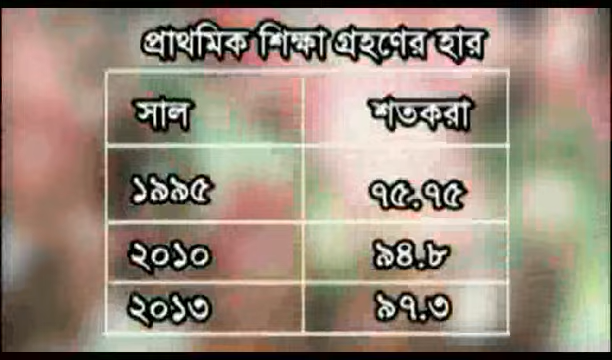 প্রাথমিক শিক্ষা গ্রহণের হার
সাল শতকরা
১৯৯৫ ৭৫.৭৫
২০১০ ৯৪.৮
২০১৩ ৯৭.৩